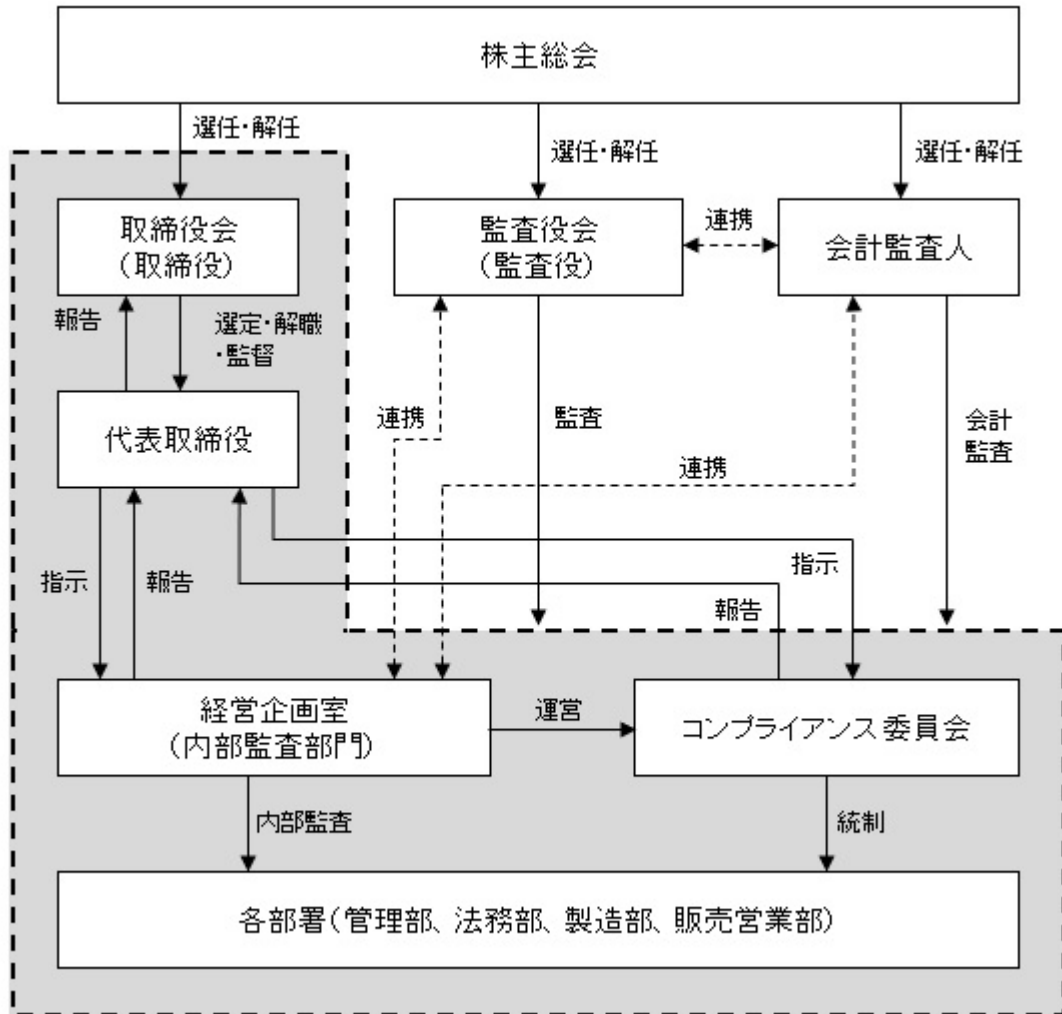 株主総会
選任・解任
選任・解任
選任・解任
取締役会
(取締役)
監査役会
(監査役)
連携
会計監査人
報告
選定・解職
・監督
代表取締役
連携
監査
会計
監査
連携
指示
報告
指示
報告
経営企画室
(内部監査部門)
運営
コンプライアンス委員会
内部監査
統制
各部署(管理部、法務部、製造部、販売営業部)